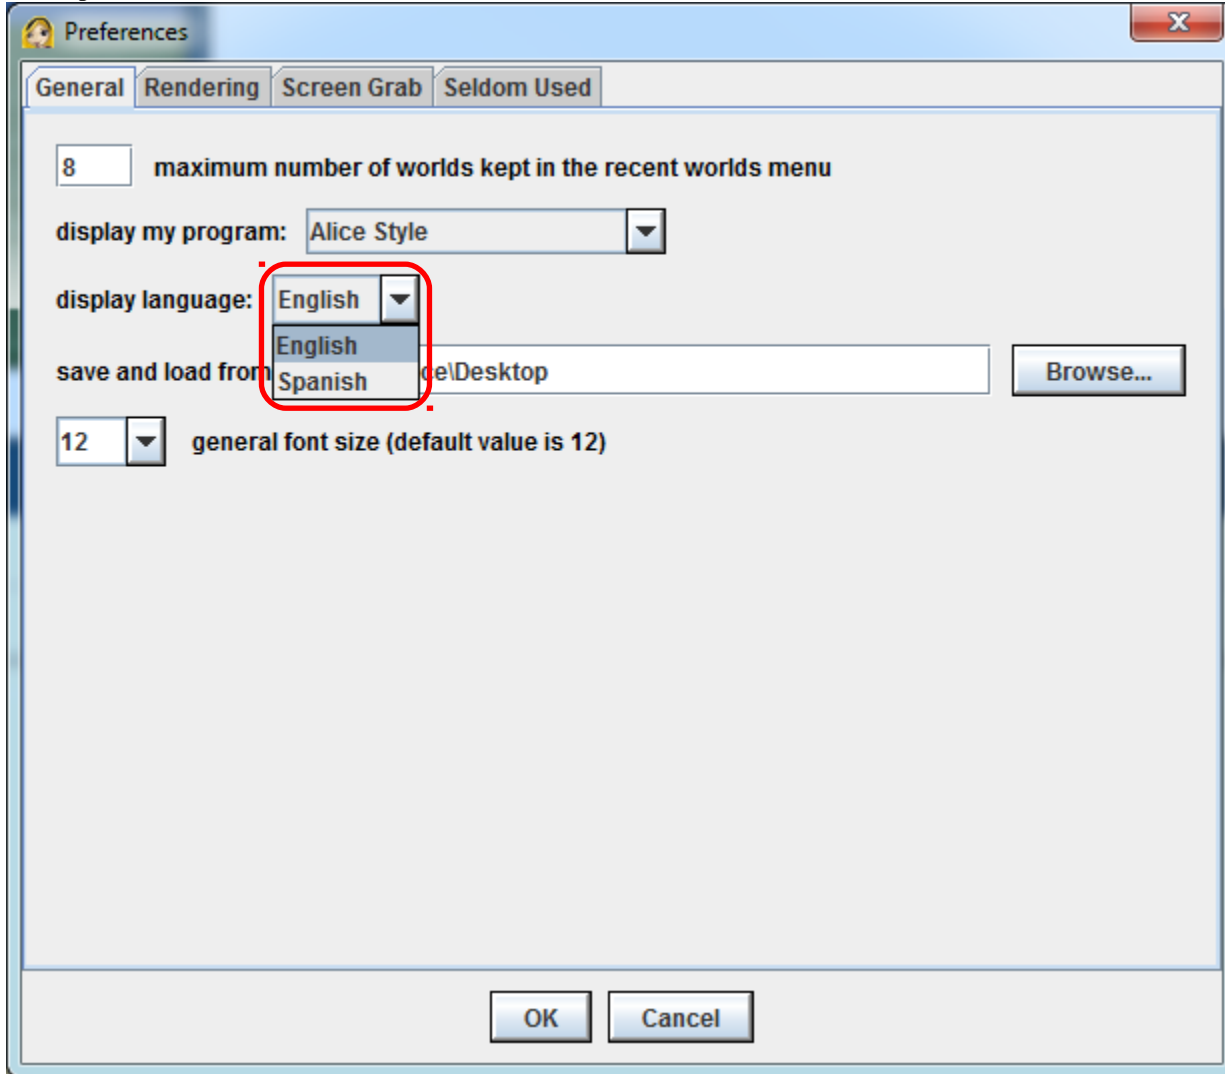 Preferences
General Rendering Screen Grab Seldom Used
8 maximum number of worlds kept in the recent worlds menu
display my program: Alice Style
display language: English
English
save and load from ce\Desktop Browse...
Spanish
12 general font size (default value is 12)
OK Cancel